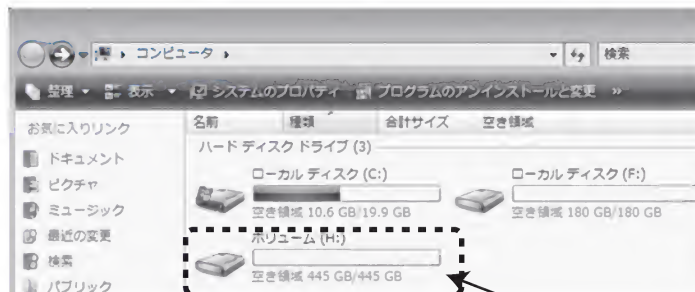 コンピュータ
検索
整理 表示 システムのプロパティ プログラムのアンインストールと変更 »
名前 種類 合計サイズ 空き領域
お気に入りリンク
ドキュメント
ピクチャ
ミュージック
最近の変更
検索
パブリック
ハード ディスク ドライブ (3)
ローカル ディスク (C:)
空き領域 10.6 GB/19.9 GB
ローカル ディスク (F:)
空き領域 180 GB/180 GB
ボリューム (H:)
空き領域 445 GB/445 GB